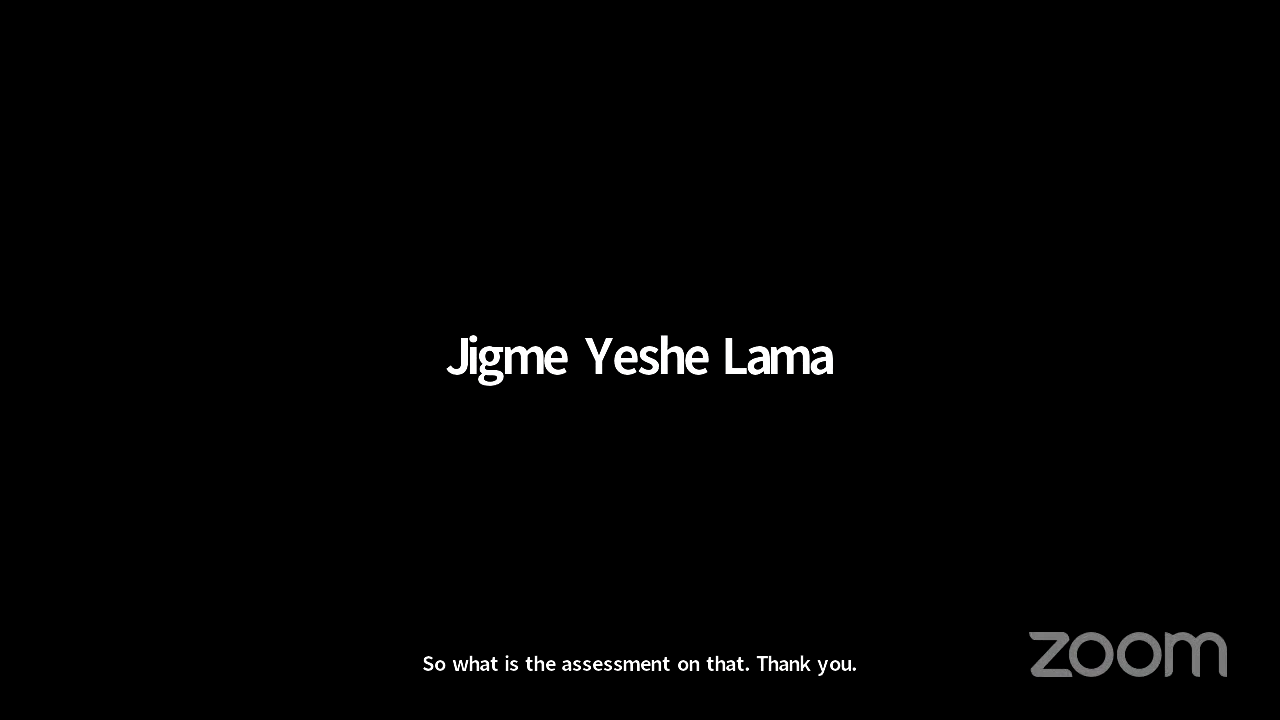 Jigme Yeshe Lama
So what is the assessment on that. Thank you.
zoom